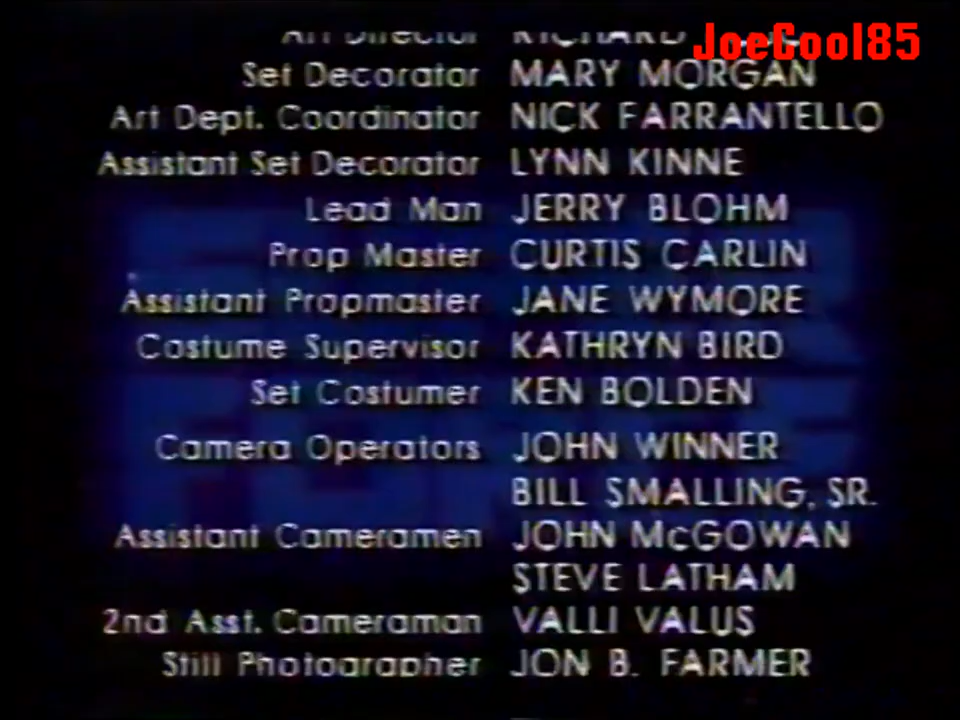 JoeCool85
Art Director RICHARD
Set Decorator MARY MORGAN
Art Dept. Coordinator NICK FARRANTELLO
Assistant Set Decorator LYNN KINNE
Lead Man JERRY BLOHM
Prop Master CURTIS CARLIN
Assistant Propmaster JANE WYMORE
Costume Supervisor KATHRYN BIRD
Set Costumer KEN BOLDEN
Camera Operators JOHN WINNER
BILL SMALLING, SR.
Assistant Cameramen JOHN McGOWAN
STEVE LATHAM
2nd Asst. Cameraman VALLI VALUS
Still Photographer JON B. FARMER